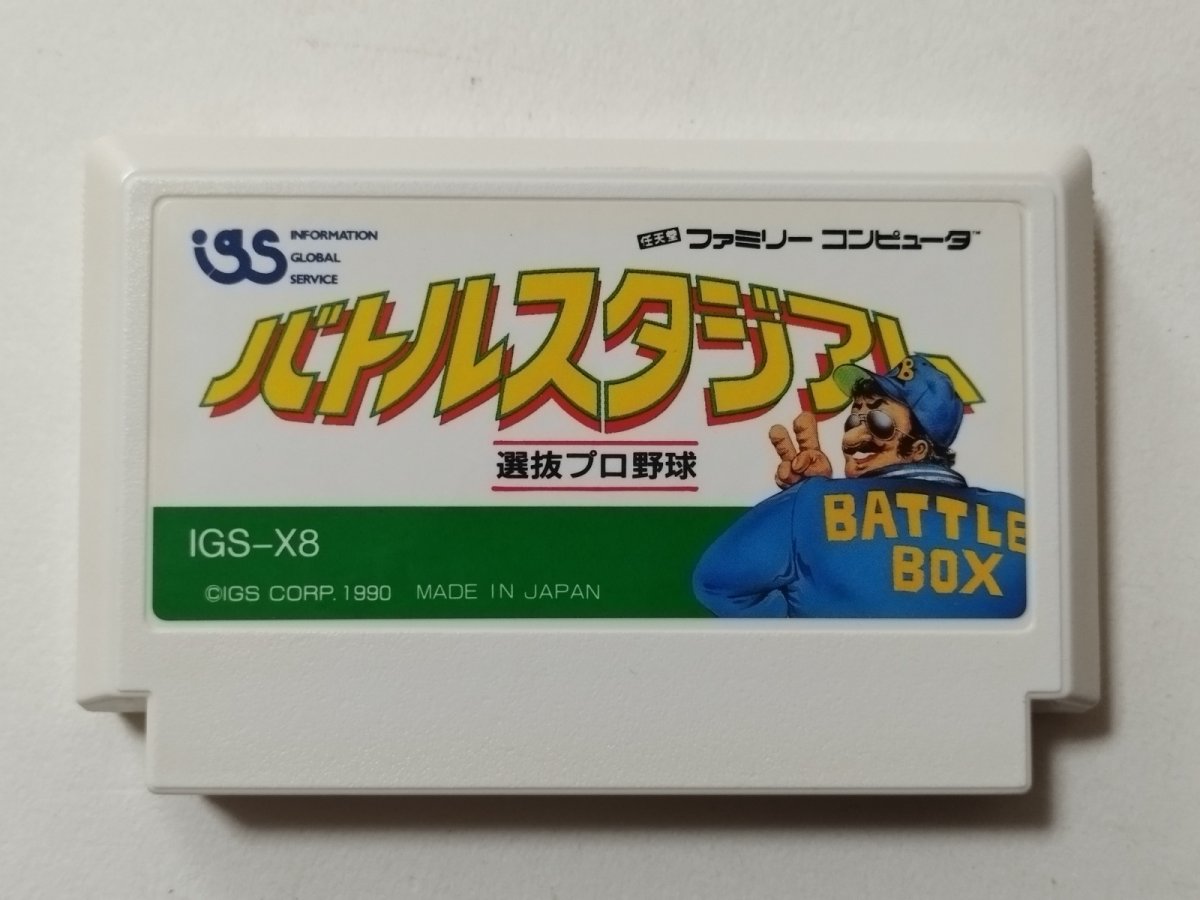 igs INFORMATION
GLOBAL
SERVICE
任天堂 ファミリー コンピュータ™
バトルスタジアム
選抜プロ野球
B
BATTLE
BOX
IGS-X8
©IGS CORP. 1990 MADE IN JAPAN